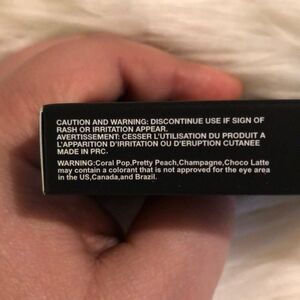 CAUTION AND WARNING: DISCONTINUE USE IF SIGN OF
RASH OR IRRITATION APPEAR.
AVERTISSEMENT: CESSER L'UTILISATION DU PRODUIT A
L'APPARITION D'IRRITATION OU D'ERUPTION CUTANEE
MADE IN PRC.
WARNING:Coral Pop,Pretty Peach,Champagne,Choco Latte
may contain a colorant that is not approved for the eye area
in the US,Canada,and Brazil.